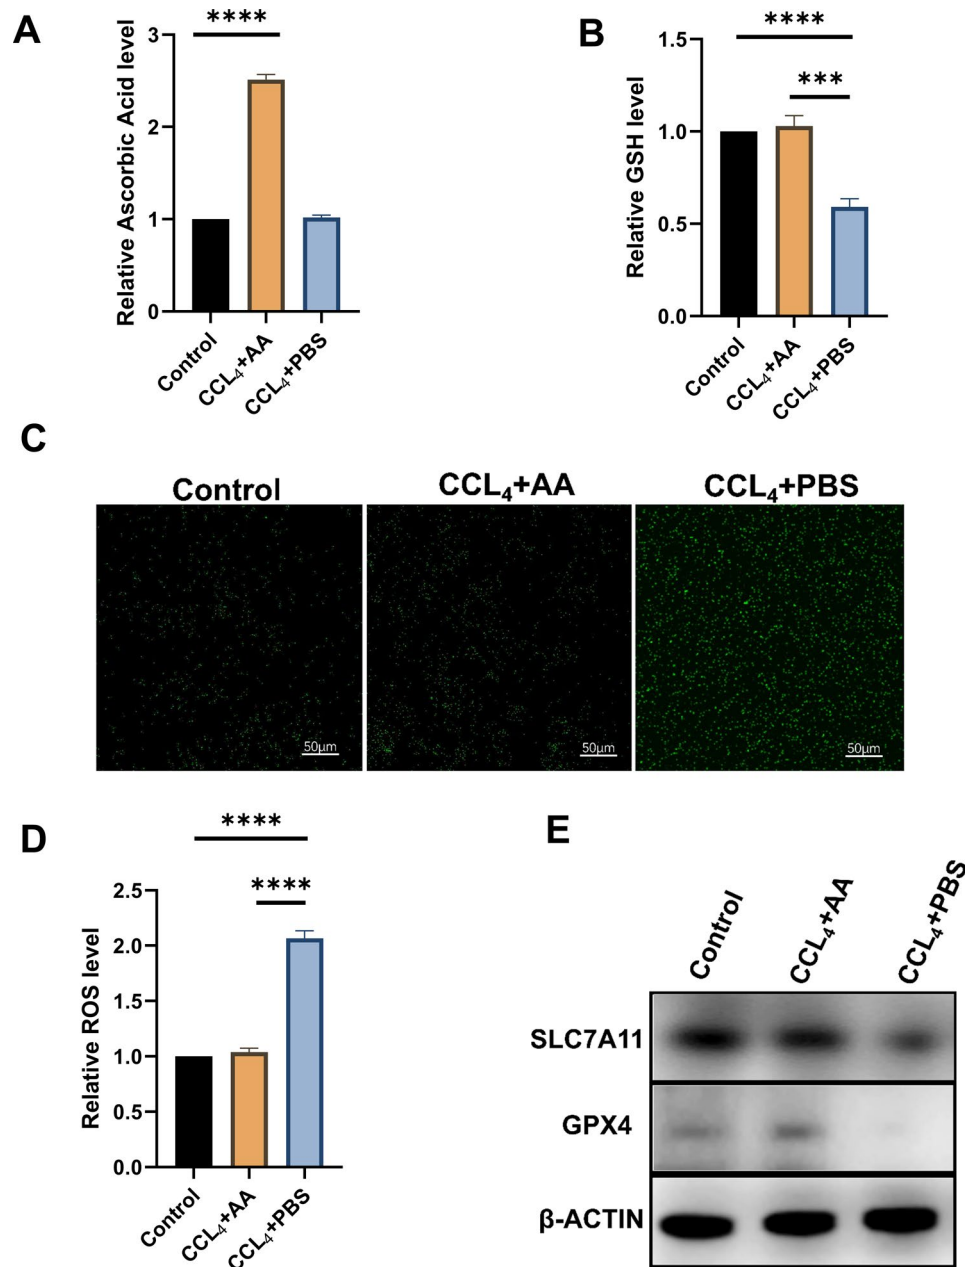 A
Relative Ascorbic Acid level
****
3
2
1
0
Control
CCL₄+AA
CCL₄+PBS
B
Relative GSH level
****
***
1.5
1.0
0.5
0.0
Control
CCL₄+AA
CCL₄+PBS
C
Control
CCL₄+AA
CCL₄+PBS
50μm
50μm
50μm
D
Relative ROS level
****
****
2.5
2.0
1.5
1.0
0.5
0.0
Control
CCL₄+AA
CCL₄+PBS
E
Control
CCL₄+AA
CCL₄+PBS
SLC7A11
GPX4
β-ACTIN